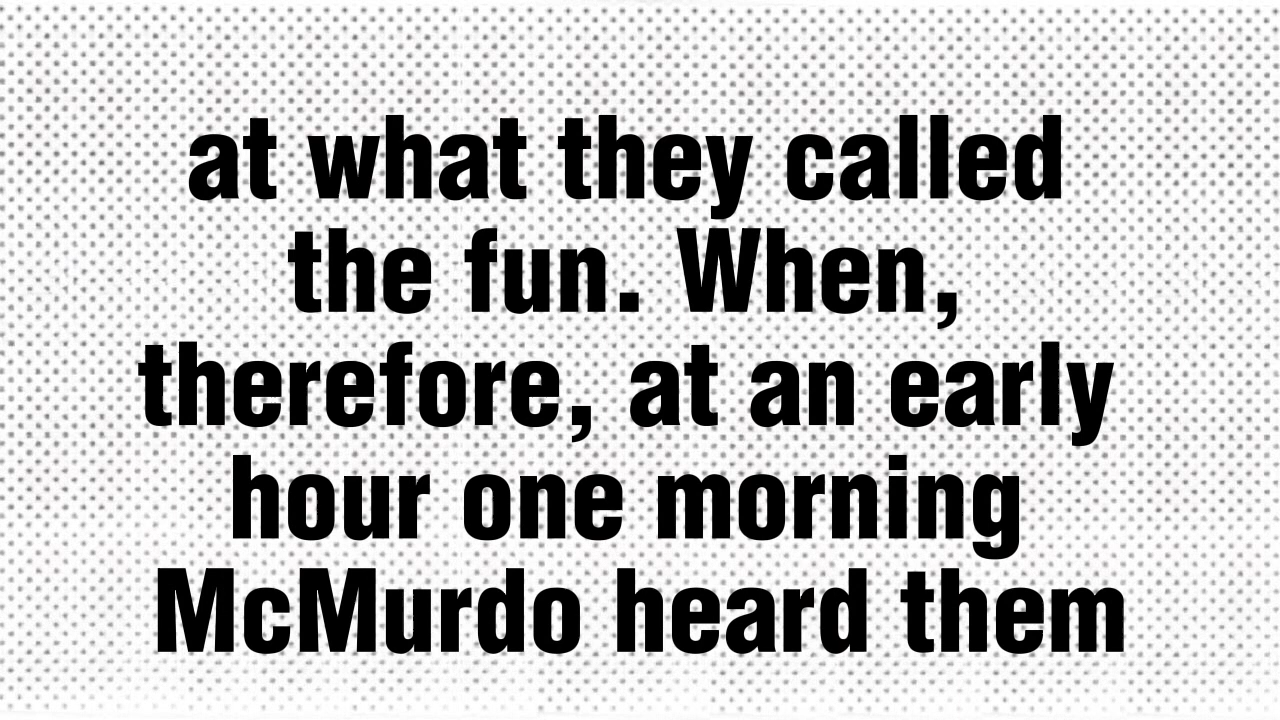 at what they called
the fun. When,
therefore, at an early
hour one morning
McMurdo heard them